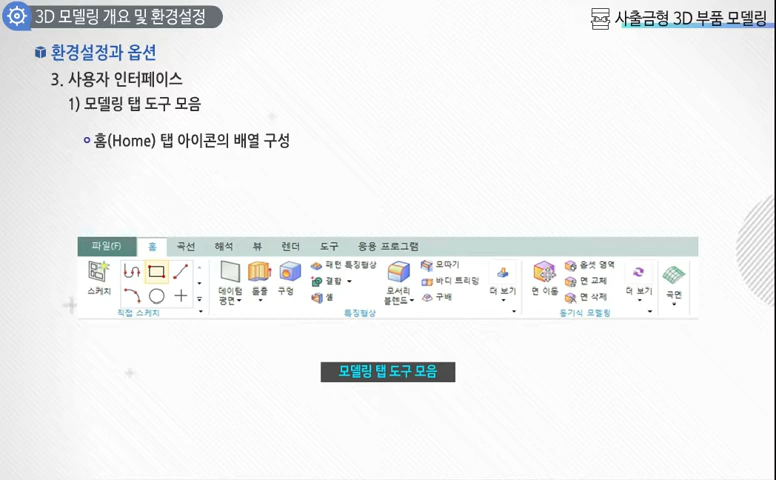 3D 모델링 개요 및 환경설정
사출금형 3D 부품 모델링
환경설정과 옵션
3. 사용자 인터페이스
1) 모델링 탭 도구 모음
홈(Home) 탭 아이콘의 배열 구성
파일(F) 홈 곡선 해석 뷰 렌더 도구 응용 프로그램
스케치
직접 스케치
데이텀 평면
돌출
구멍
패턴 특징형상
결합
셸
모서리 블렌드
모따기
바디 트리밍
구배
더 보기
특징형상
면 이동
옵셋 영역
면 교체
면 삭제
더 보기
동기식 모델링
곡면
모델링 탭 도구 모음